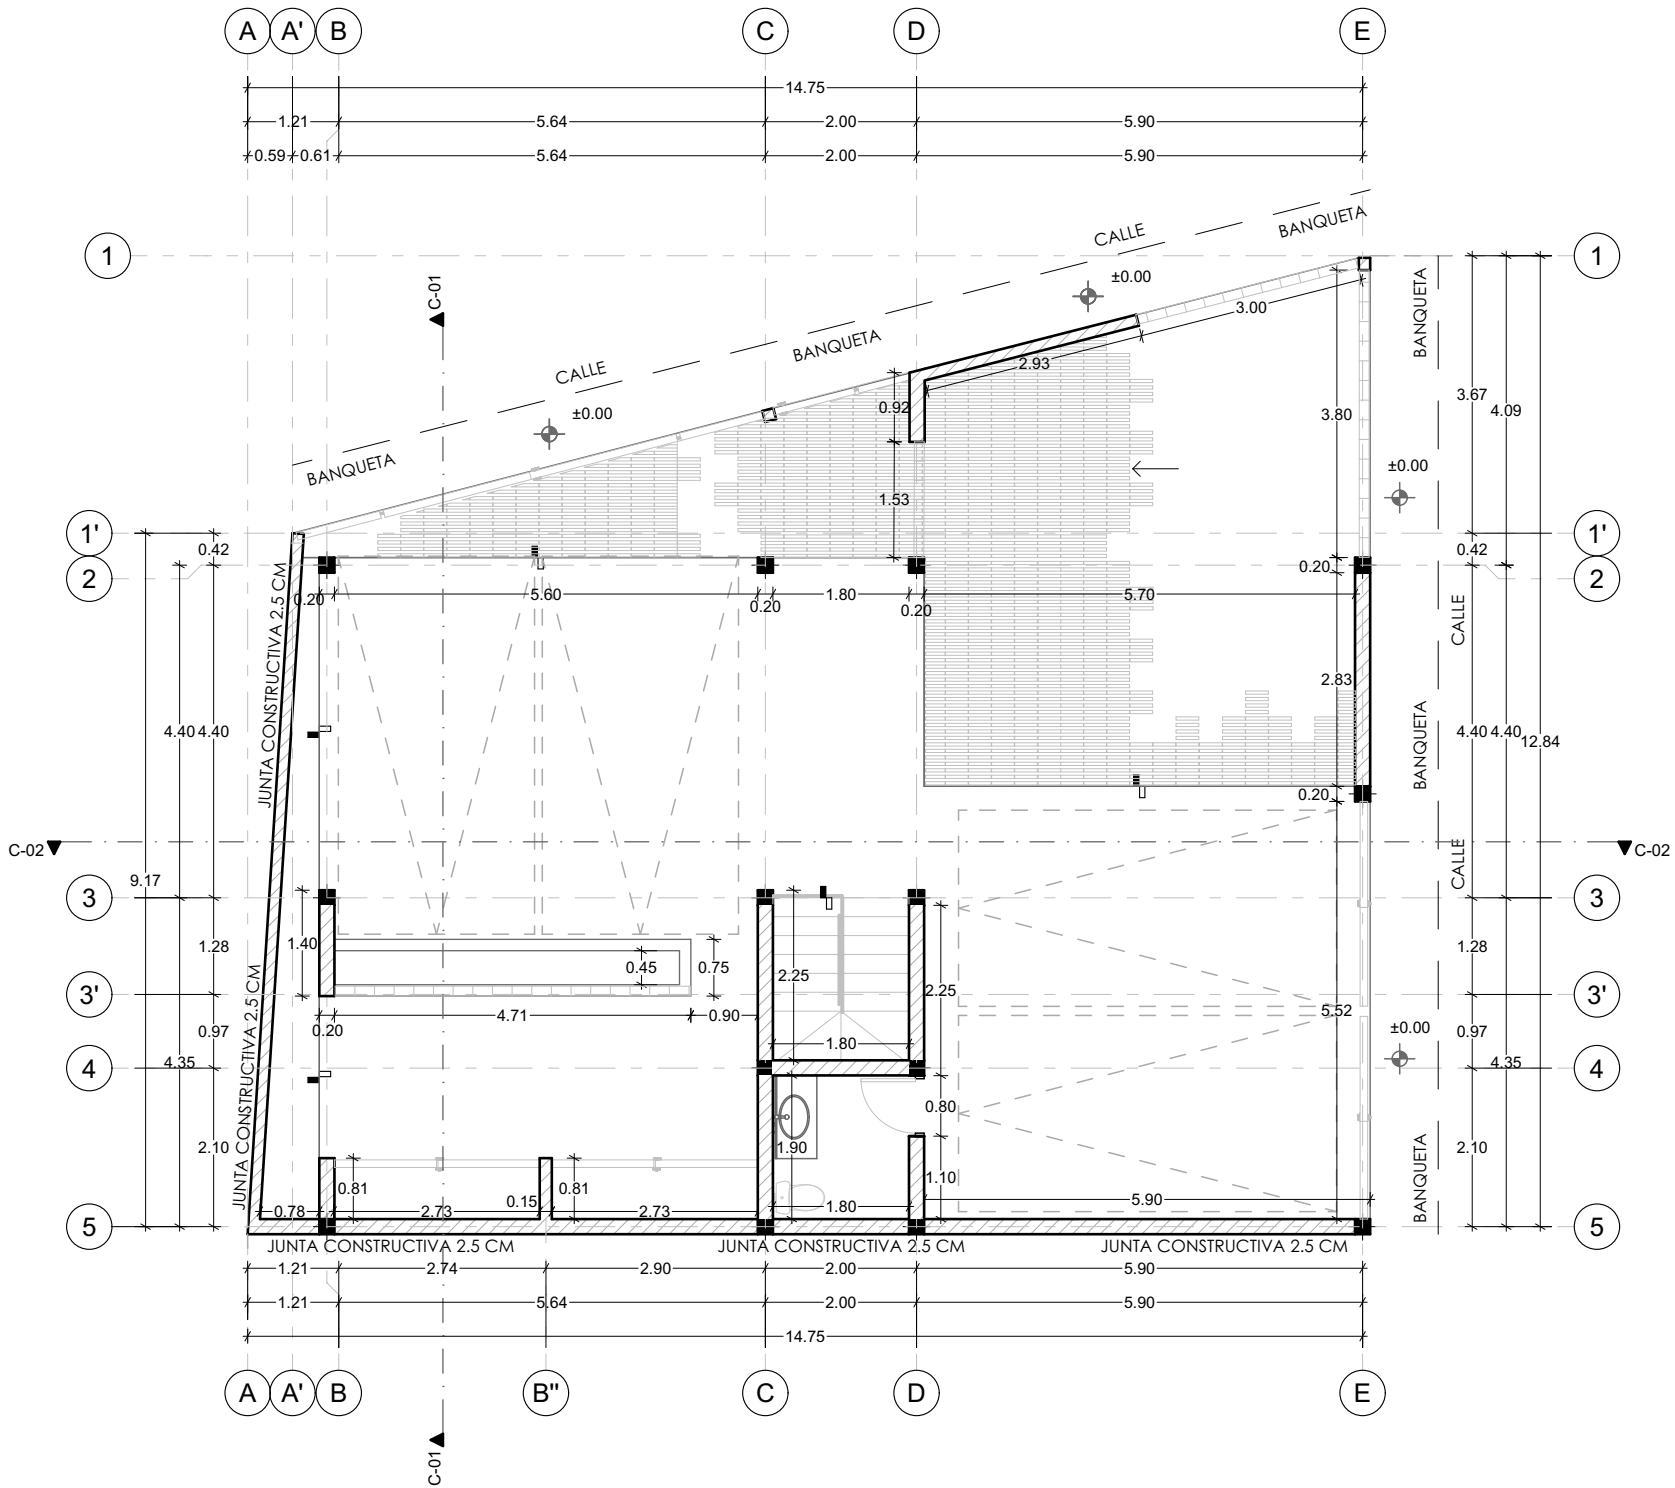 A A' B C D E
14.75
1.21 5.64 2.00 5.90
0.59 0.61 5.64 2.00 5.90
CALLE
BANQUETA
1 1
C-01
±0.00
BANQUETA
3.00
BANQUETA
CALLE
2.93
0.92
3.80
3.67
4.09
±0.00
BANQUETA
±0.00
1.53
1' 1'
0.42 0.42
2 2
0.20
0.20 5.60 0.20 1.80 0.20 5.70
JUNTA CONSTRUCTIVA 2.5 CM
CALLE
2.83
4.40 4.40
4.40 4.40 12.84
BANQUETA
0.20
C-02 C-02
CALLE
9.17
3 3
1.40
1.28 1.28
0.45 0.75
2.25
2.25
3' 3'
0.20 4.71 0.90
5.52
±0.00
JUNTA CONSTRUCTIVA 2.5 CM
0.97 0.97
4.35 4.35
1.80
4 4
0.80
2.10 2.10
1.90
BANQUETA
1.10
0.81 0.15 0.81
0.78 2.73 2.73 1.80 5.90
5 5
JUNTA CONSTRUCTIVA 2.5 CM JUNTA CONSTRUCTIVA 2.5 CM JUNTA CONSTRUCTIVA 2.5 CM
1.21 2.74 2.90 2.00 5.90
1.21 5.64 2.00 5.90
14.75
A A' B B" C D E
C-01